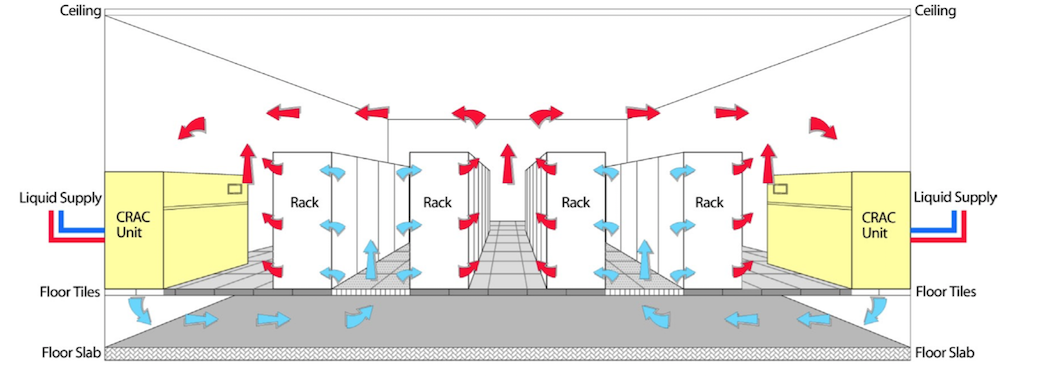 Ceiling
Ceiling
Liquid Supply
Liquid Supply
Rack
Rack
Rack
Rack
CRAC
Unit
CRAC
Unit
Floor Tiles
Floor Tiles
Floor Slab
Floor Slab